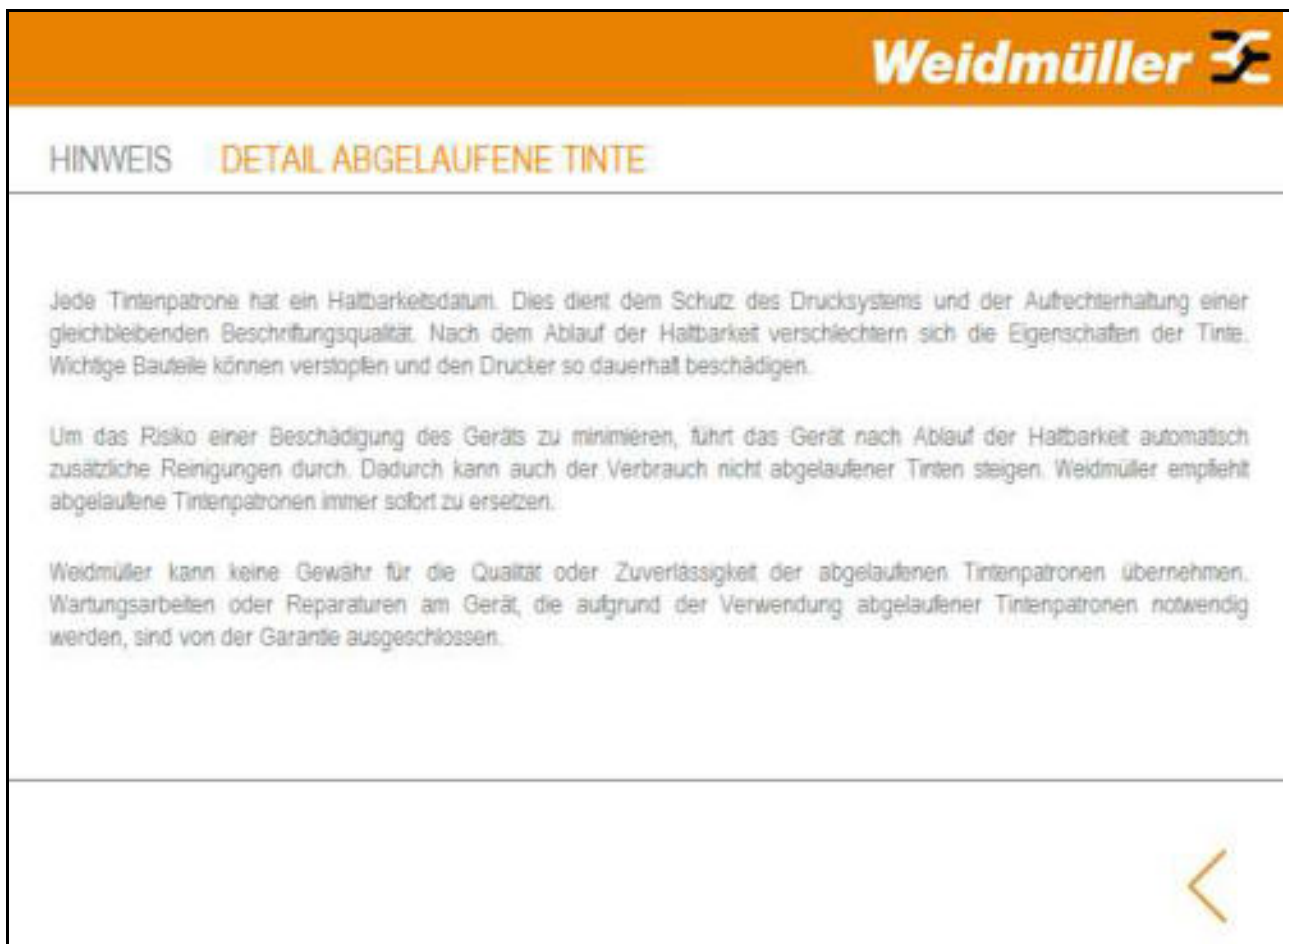 Weidmüller
HINWEIS DETAIL ABGELAUFENE TINTE
Jede Tintenpatrone hat ein Haltbarkeitsdatum. Dies dient dem Schutz des Drucksystems und der Aufrechterhaltung einer
gleichbleibenden Beschriftungsqualität. Nach dem Ablauf der Haltbarkeit verschlechtern sich die Eigenschaften der Tinte.
Wichtige Bauteile können verstopfen und den Drucker so dauerhaft beschädigen.
Um das Risiko einer Beschädigung des Geräts zu minimieren, führt das Gerät nach Ablauf der Haltbarkeit automatisch
zusätzliche Reinigungen durch. Dadurch kann auch der Verbrauch nicht abgelaufener Tinten steigen. Weidmüller empfiehlt
abgelaufene Tintenpatronen immer sofort zu ersetzen.
Weidmüller kann keine Gewähr für die Qualität oder Zuverlässigkeit der abgelaufenen Tintenpatronen übernehmen.
Wartungsarbeiten oder Reparaturen am Gerät, die aufgrund der Verwendung abgelaufener Tintenpatronen notwendig
werden, sind von der Garantie ausgeschlossen.